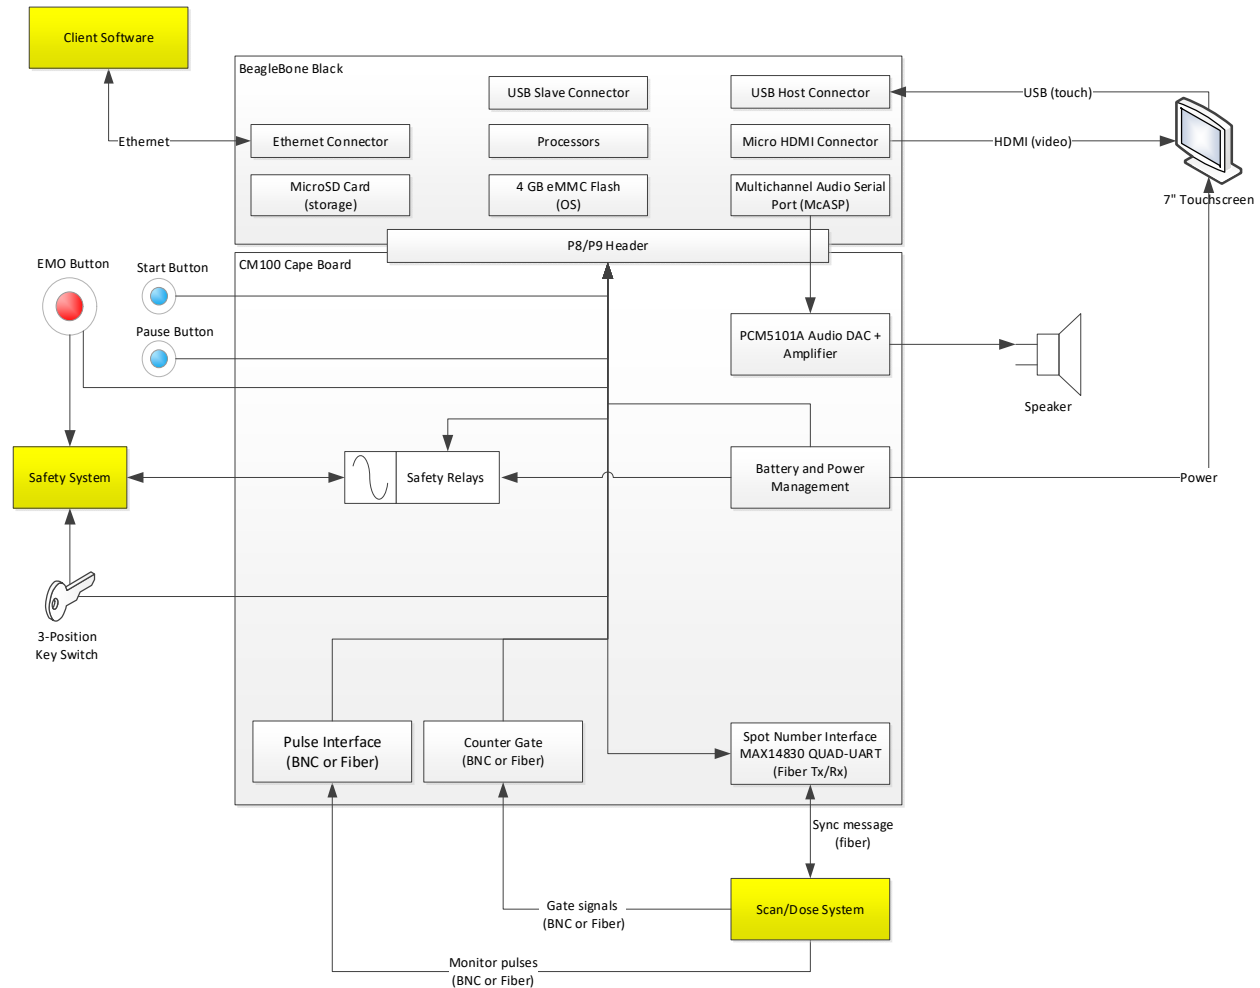 Client Software
BeagleBone Black
USB Slave Connector
USB Host Connector
USB (touch)
Ethernet
Ethernet Connector
Processors
Micro HDMI Connector
HDMI (video)
MicroSD Card
(storage)
4 GB eMMC Flash
(OS)
Multichannel Audio Serial
Port (McASP)
7" Touchscreen
P8/P9 Header
EMO Button
Start Button
CM100 Cape Board
Pause Button
PCM5101A Audio DAC +
Amplifier
Speaker
Safety System
Safety Relays
Battery and Power
Management
Power
3-Position
Key Switch
Pulse Interface
(BNC or Fiber)
Counter Gate
(BNC or Fiber)
Spot Number Interface
MAX14830 QUAD-UART
(Fiber Tx/Rx)
Sync message
(fiber)
Gate signals
(BNC or Fiber)
Scan/Dose System
Monitor pulses
(BNC or Fiber)